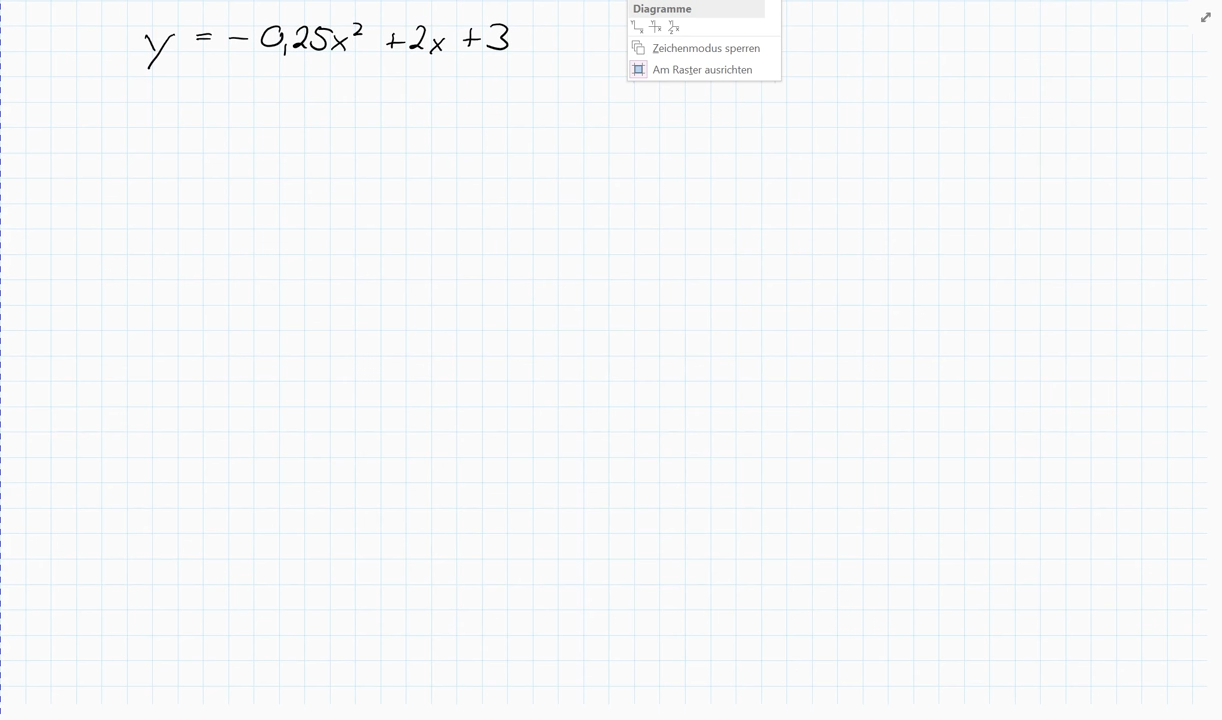 y = - 0,25x² + 2x + 3
Diagramme
Zeichenmodus sperren
Am Raster ausrichten